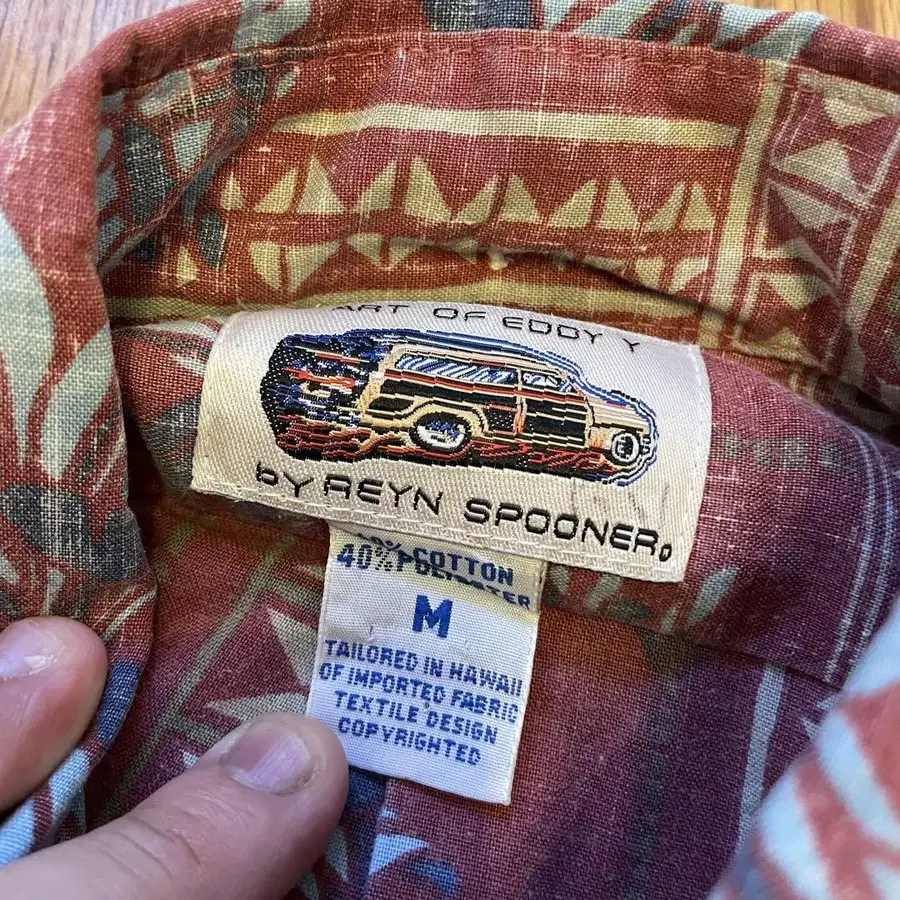 ART OF EDDY Y
by REYN SPOONER®
COTTON
40% POLYESTER
M
TAILORED IN HAWAII
OF IMPORTED FABRIC
TEXTILE DESIGN
COPYRIGHTED